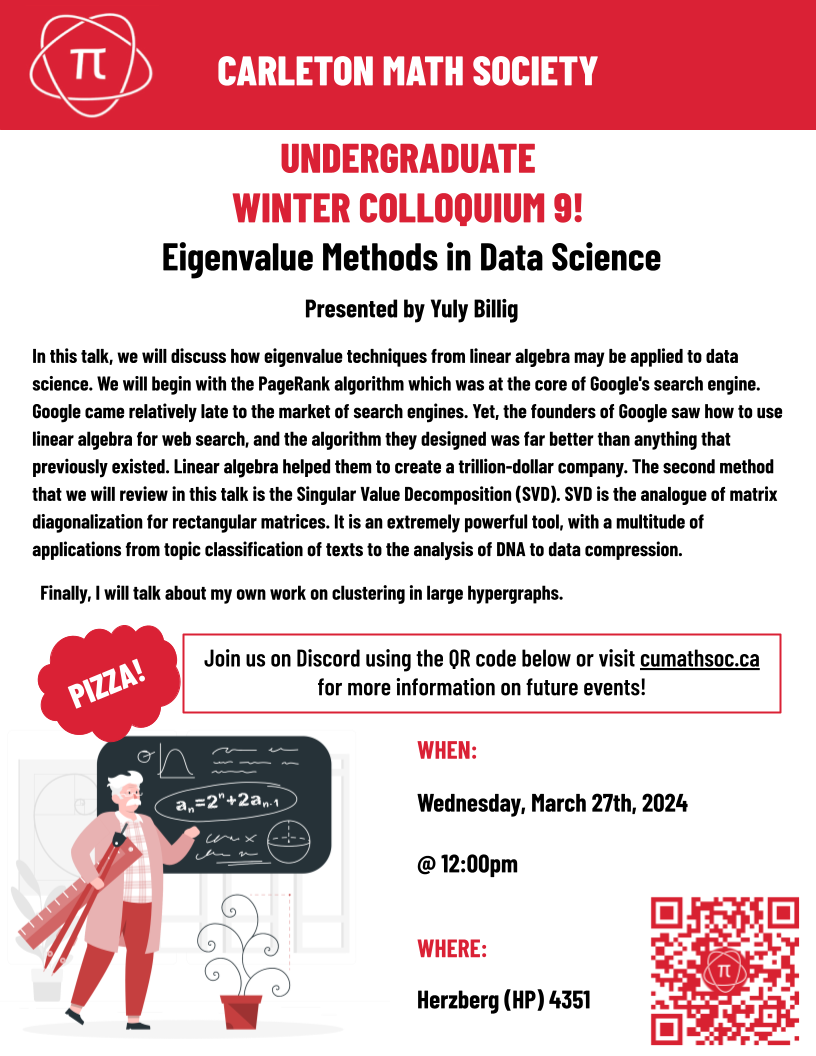 π
CARLETON MATH SOCIETY
UNDERGRADUATE
WINTER COLLOQUIUM 9!
Eigenvalue Methods in Data Science
Presented by Yuly Billig
In this talk, we will discuss how eigenvalue techniques from linear algebra may be applied to data
science. We will begin with the PageRank algorithm which was at the core of Google's search engine.
Google came relatively late to the market of search engines. Yet, the founders of Google saw how to use
linear algebra for web search, and the algorithm they designed was far better than anything that
previously existed. Linear algebra helped them to create a trillion-dollar company. The second method
that we will review in this talk is the Singular Value Decomposition (SVD). SVD is the analogue of matrix
diagonalization for rectangular matrices. It is an extremely powerful tool, with a multitude of
applications from topic classification of texts to the analysis of DNA to data compression.
Finally, I will talk about my own work on clustering in large hypergraphs.
PIZZA!
Join us on Discord using the QR code below or visit cumathsoc.ca
for more information on future events!
aₙ=2ⁿ+2aₙ₋₁
WHEN:
Wednesday, March 27th, 2024
@ 12:00pm
WHERE:
Herzberg (HP) 4351
π